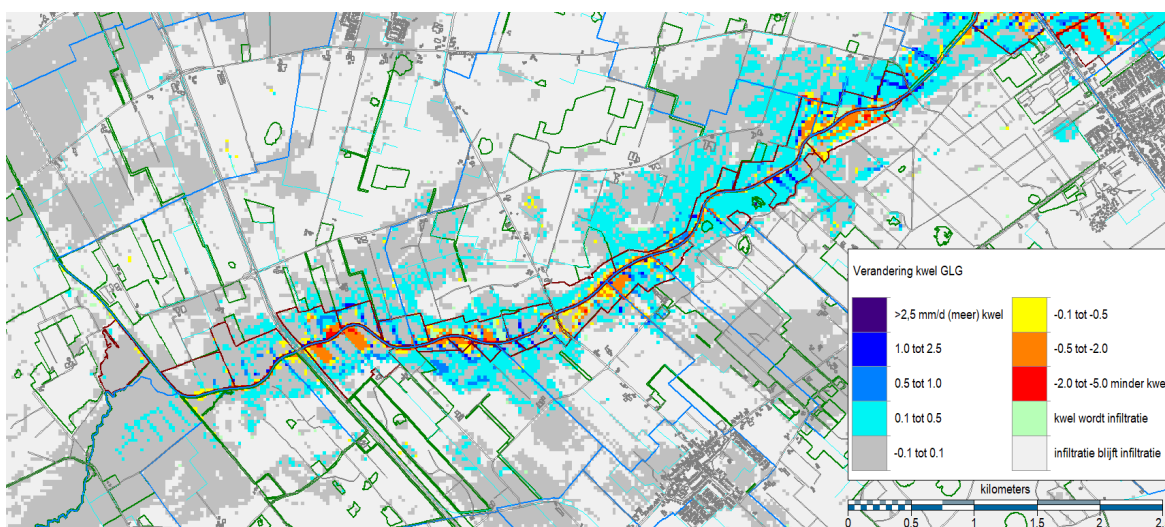 Verandering kwel GLG
>2,5 mm/d (meer) kwel
1.0 tot 2.5
0.5 tot 1.0
0.1 tot 0.5
-0.1 tot 0.1
-0.1 tot -0.5
-0.5 tot -2.0
-2.0 tot -5.0 minder kwe
kwel wordt infiltratie
infiltratie blijft infiltratie
kilometers
0 0.5 1 1.5 2